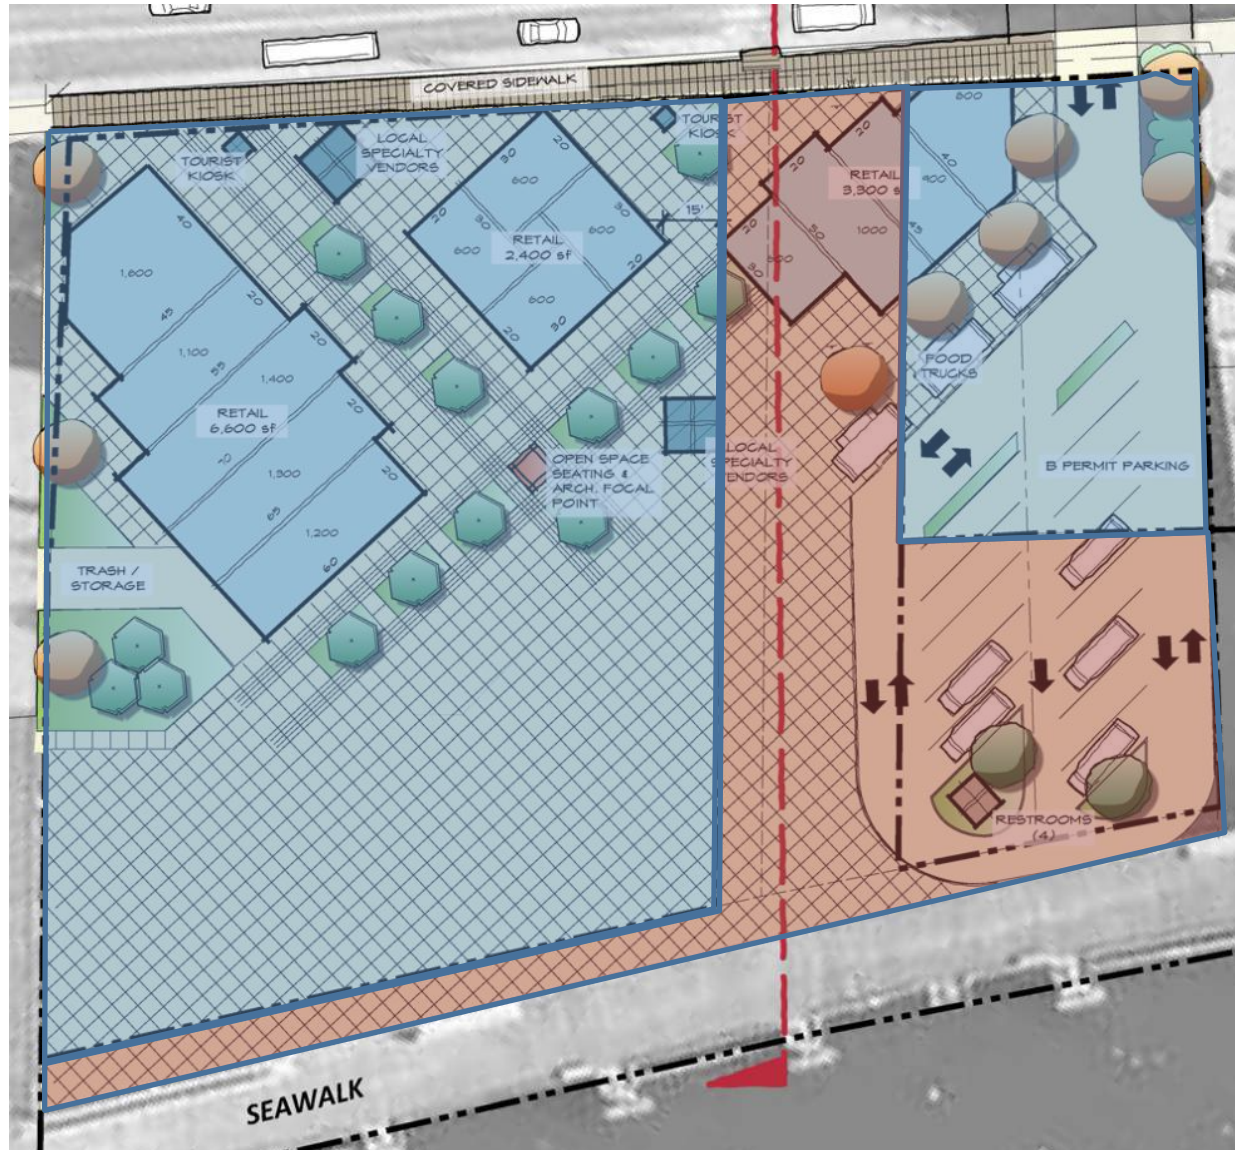 COVERED SIDEWALK
TOURIST
KIOSK
LOCAL
SPECIALTY
VENDORS
TOURIST
KIOSK
15'
40
1,600
20
45
1,100
55
20
1,400
20
RETAIL
6,600 sf
70
1,300
20
65
1,200
60
30
20
600
20
30
30
600
600
RETAIL
2,400 sf
20
600
20
30
20
20
RETAIL
3,300 s
20
50
1000
30
600
40
900
45
FOOD
TRUCKS
B PERMIT PARKING
OPEN SPACE
SEATING &
ARCH. FOCAL
POINT
LOCAL
SPECIALTY
VENDORS
TRASH /
STORAGE
RESTROOMS
(4)
SEAWALK